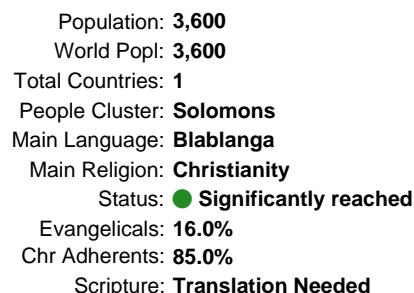 Population: 3,600
World Popl: 3,600
Total Countries: 1
People Cluster: Solomons
Main Language: Blablanga
Main Religion: Christianity
Status: Significantly reached
Evangelicals: 16.0%
Chr Adherents: 85.0%
Scripture: Translation Needed